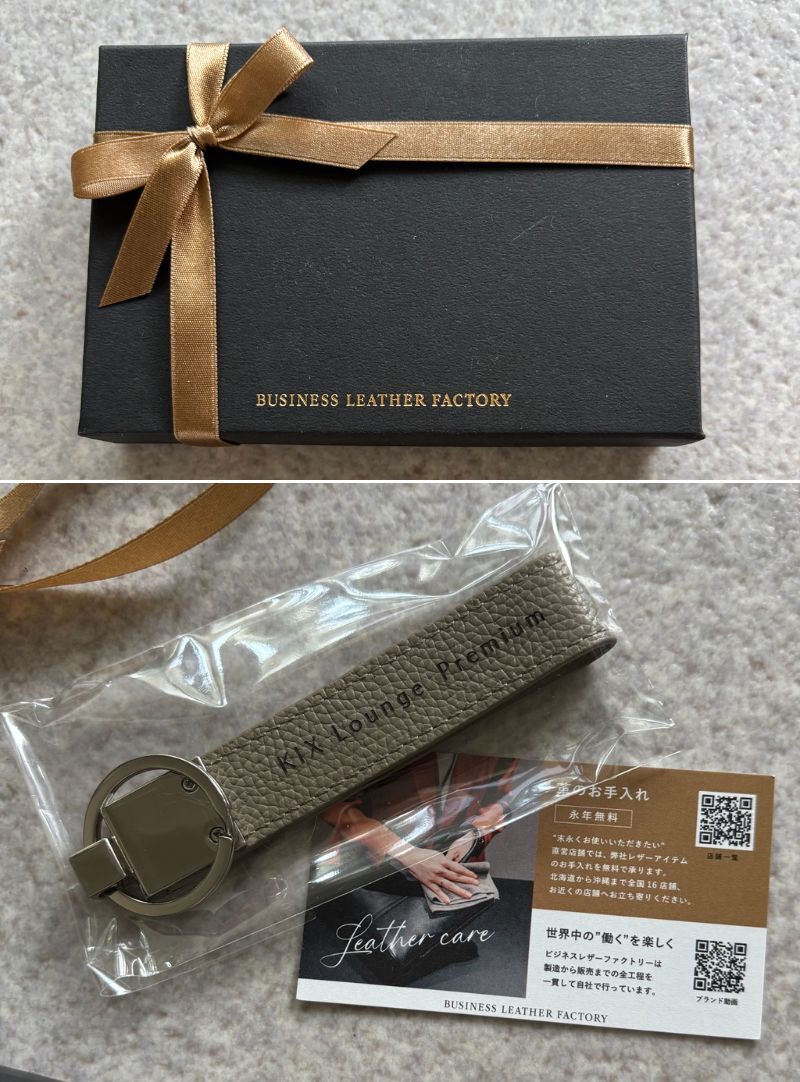 BUSINESS LEATHER FACTORY
KIX Lounge Premium
革のお手入れ
永年無料
"末永くお使いいただきたい"
直営店舗では、弊社レザーアイテム
のお手入れを無料で承ります。
北海道から沖縄まで全国16店舗、
お近くの店舗へお立ち寄りください。
店舗一覧
Leather care
世界中の"働く"を楽しく
ビジネスレザーファクトリーは
製造から販売までの全工程を
一貫して自社で行っています。
ブランド動画
BUSINESS LEATHER FACTORY